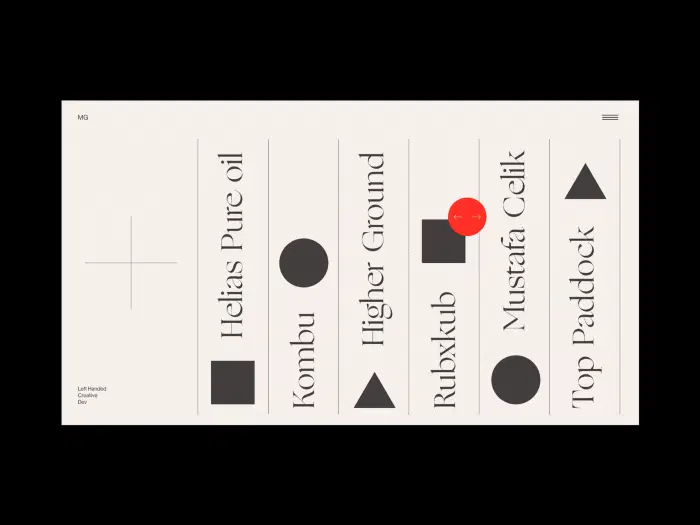 MG
Helias Pure oil
Kombu
Higher Ground
Rubxkub
Mustafa Celik
Top Paddock
Left Handed
Creative
Dev